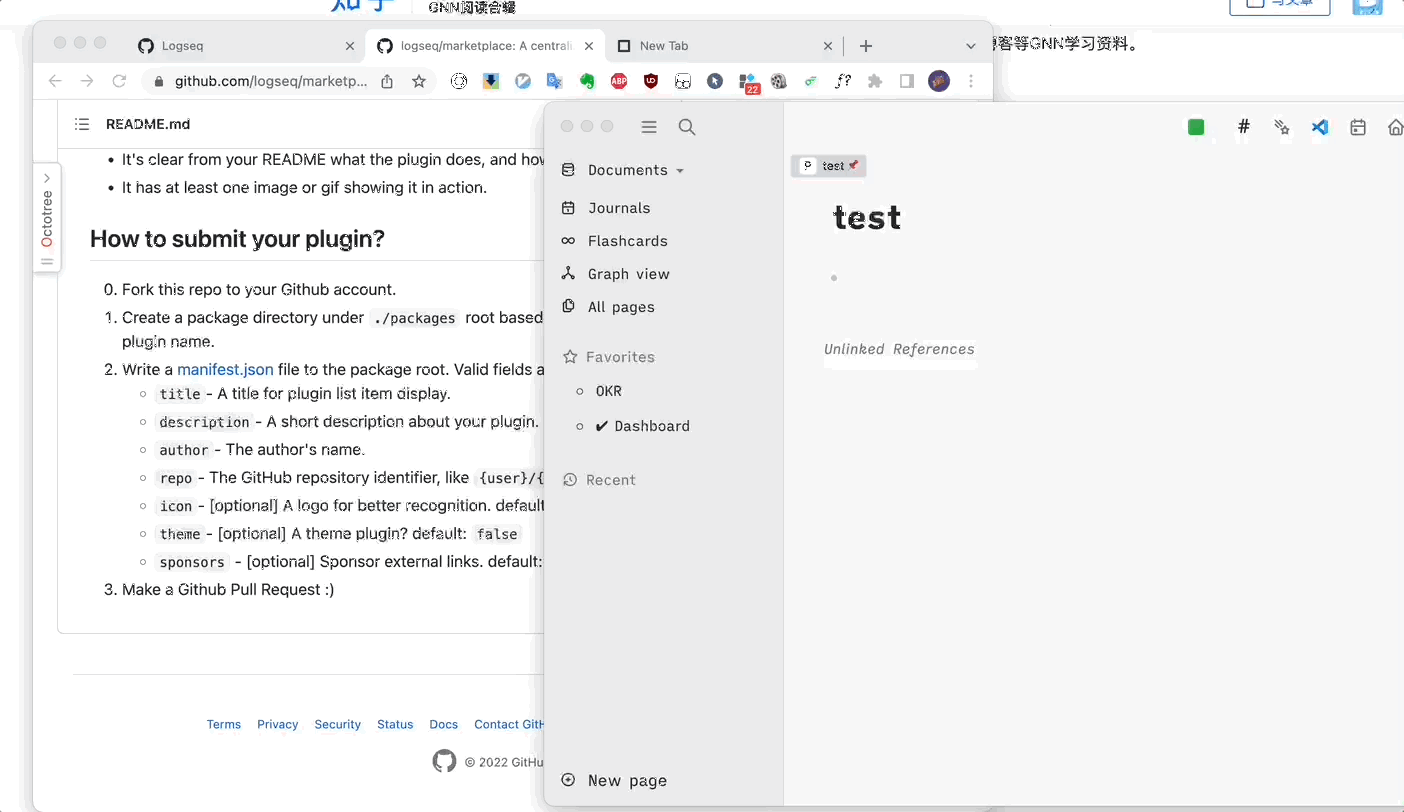 GNN阅读合辑
写文章
客等GNN学习资料。
Logseq
logseq/marketplace: A centrali
New Tab
github.com/logseq/marketp...
ABP
22
f?
README.md
It's clear from your README what the plugin does, and how
It has at least one image or gif showing it in action.
Octotree
How to submit your plugin?
0. Fork this repo to your Github account.
1. Create a package directory under ./packages root based
plugin name.
2. Write a manifest.json file to the package root. Valid fields a
title - A title for plugin list item display.
description - A short description about your plugin.
author - The author's name.
repo - The GitHub repository identifier, like {user}/{
icon - [optional] A logo for better recognition. default
theme - [optional] A theme plugin? default: false
sponsors - [optional] Sponsor external links. default:
3. Make a Github Pull Request :)
Terms Privacy Security Status Docs Contact GitH
© 2022 GitHu
Documents
Journals
Flashcards
Graph view
All pages
Favorites
OKR
✔ Dashboard
Recent
New page
#
P test 📌
test
Unlinked References